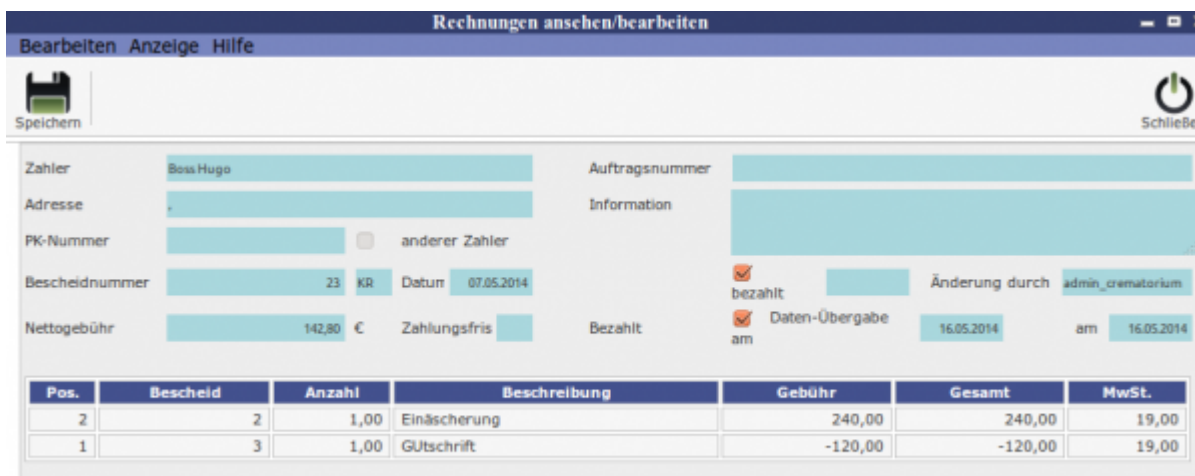 Rechnungen ansehen/bearbeiten
Bearbeiten Anzeige Hilfe
Speichern
Schließe
Zahler Boss Hugo Auftragsnummer
Adresse , Information
PK-Nummer anderer Zahler
Bescheidnummer 23 KR Datum 07.05.2014 bezahlt Änderung durch admin_crematorium
Nettogebühr 142,80 € Zahlungsfris Bezahlt Daten-Übergabe am 16.05.2014 am 16.05.2014
Pos. Bescheid Anzahl Beschreibung Gebühr Gesamt MwSt.
2 2 1,00 Einäscherung 240,00 240,00 19,00
1 3 1,00 GUtschrift -120,00 -120,00 19,00